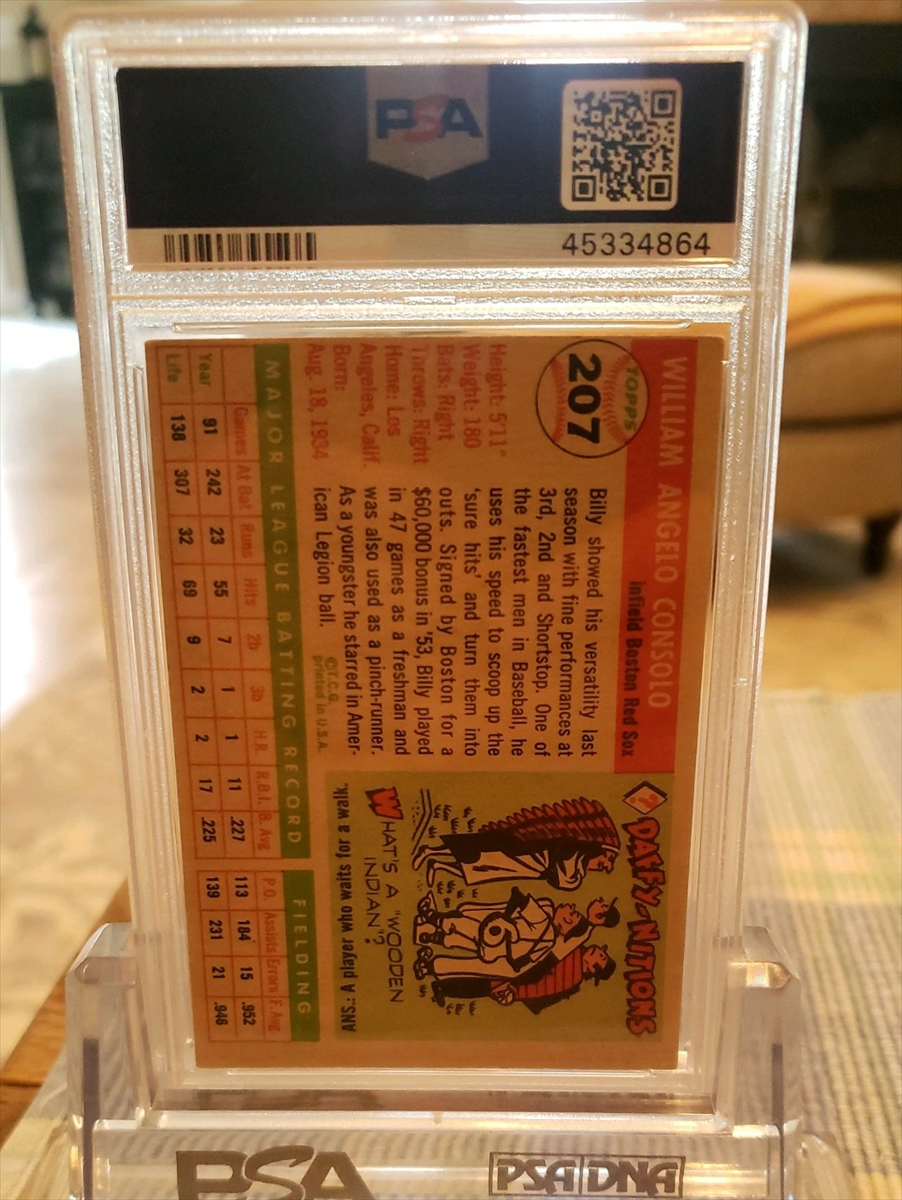 PSA
45334864
TOPPS
207
WILLIAM ANGELO CONSOLO
Infield Boston Red Sox
Height: 5'11"
Weight: 180
Bats: Right
Throws: Right
Home: Los
Angeles, Calif.
Born:
Aug. 18, 1934
Billy showed his versatility last
season with fine performances at
3rd, 2nd and Shortstop. One of
the fastest men in Baseball, he
uses his speed to scoop up the
'sure hits' and turn them into
outs. Signed by Boston for a
$60,000 bonus in '53, Billy played
in 47 games as a freshman and
was also used as a pinch-runner.
As a youngster he starred in Amer-
ican Legion ball.
©T.C.G.
printed in U.S.A.
?
DAFFY-NITIONS
WHAT'S A "WOODEN
INDIAN"?
ANS.: A player who waits for a walk.
MAJOR LEAGUE BATTING RECORD
FIELDING
Games At Bat Runs Hits 2b 3b H.R. R.B.I. B. Avg P.O. Assists Errors F. Avg.
Year 91 242 23 55 7 1 1 11 .227 113 184 15 .952
Life 138 307 32 69 9 2 2 17 .225 139 231 21 .946
PSA
PSA DNA